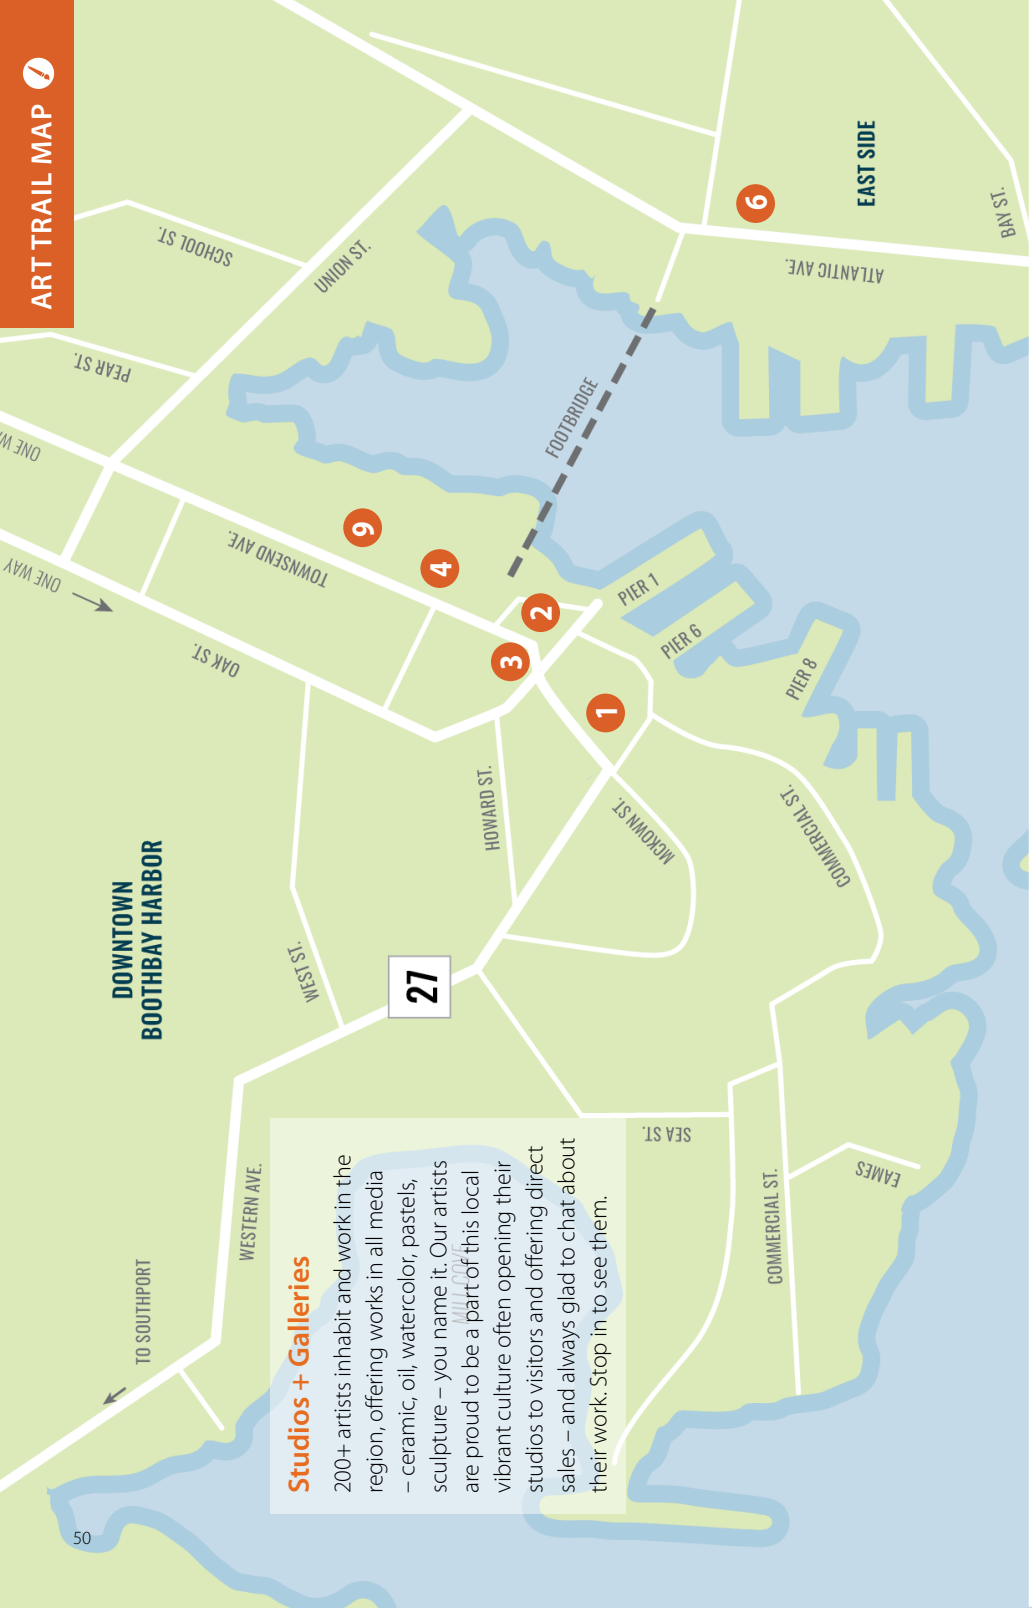 ART TRAIL MAP
DOWNTOWN
BOOTHBAY HARBOR
EAST SIDE
TO SOUTHPORT
WESTERN AVE.
WEST ST.
27
HOWARD ST.
OAK ST.
ONE WAY
ONE WA
TOWNSEND AVE.
PEAR ST.
SCHOOL ST.
UNION ST.
FOOTBRIDGE
ATLANTIC AVE.
BAY ST.
PIER 1
PIER 6
PIER 8
MCKOWN ST.
COMMERCIAL ST.
SEA ST.
COMMERCIAL ST.
EAMES
MILL COVE
1
2
3
4
9
6
Studios + Galleries
200+ artists inhabit and work in the
region, offering works in all media
– ceramic, oil, watercolor, pastels,
sculpture – you name it. Our artists
are proud to be a part of this local
vibrant culture often opening their
studios to visitors and offering direct
sales – and always glad to chat about
their work. Stop in to see them.
50